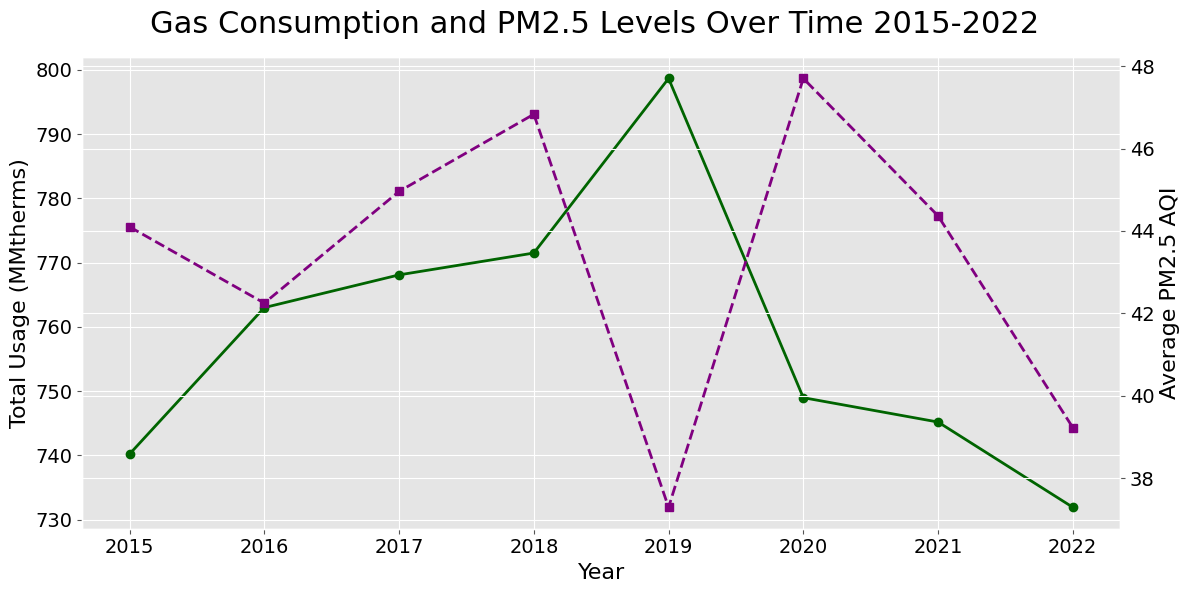 Gas Consumption and PM2.5 Levels Over Time 2015-2022
Total Usage (MMtherms)
800
790
780
770
760
750
740
730
48
46
44
42
40
38
Average PM2.5 AQI
2015 2016 2017 2018 2019 2020 2021 2022
Year